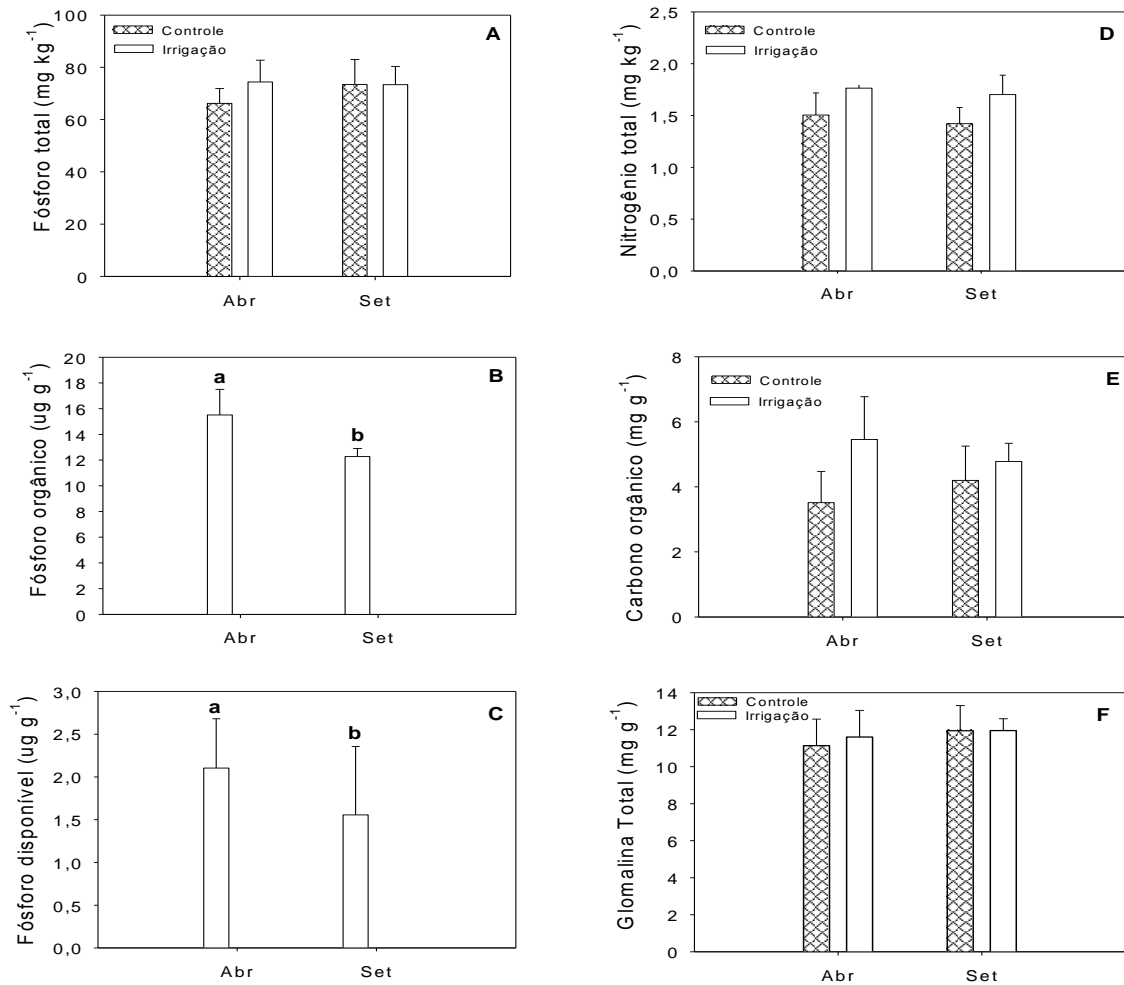 Fósforo total (mg kg-1)
100
80
60
40
20
0
Controle
Irrigação
A
Abr
Set
Fósforo orgânico (ug g-1)
20
18
16
14
12
10
8
6
4
2
0
a
b
B
Abr
Set
Fósforo disponível (ug g-1)
3,0
2,5
2,0
1,5
1,0
0,5
0,0
a
b
C
Abr
Set
Nitrogênio total (mg kg-1)
2,5
2,0
1,5
1,0
0,5
0,0
Controle
Irrigação
D
Abr
Set
Carbono orgânico (mg g-1)
8
6
4
2
0
Controle
Irrigação
E
Abr
Set
Glomalina Total (mg g-1)
14
12
10
8
6
4
2
0
Controle
Irrigação
F
Abr
Set